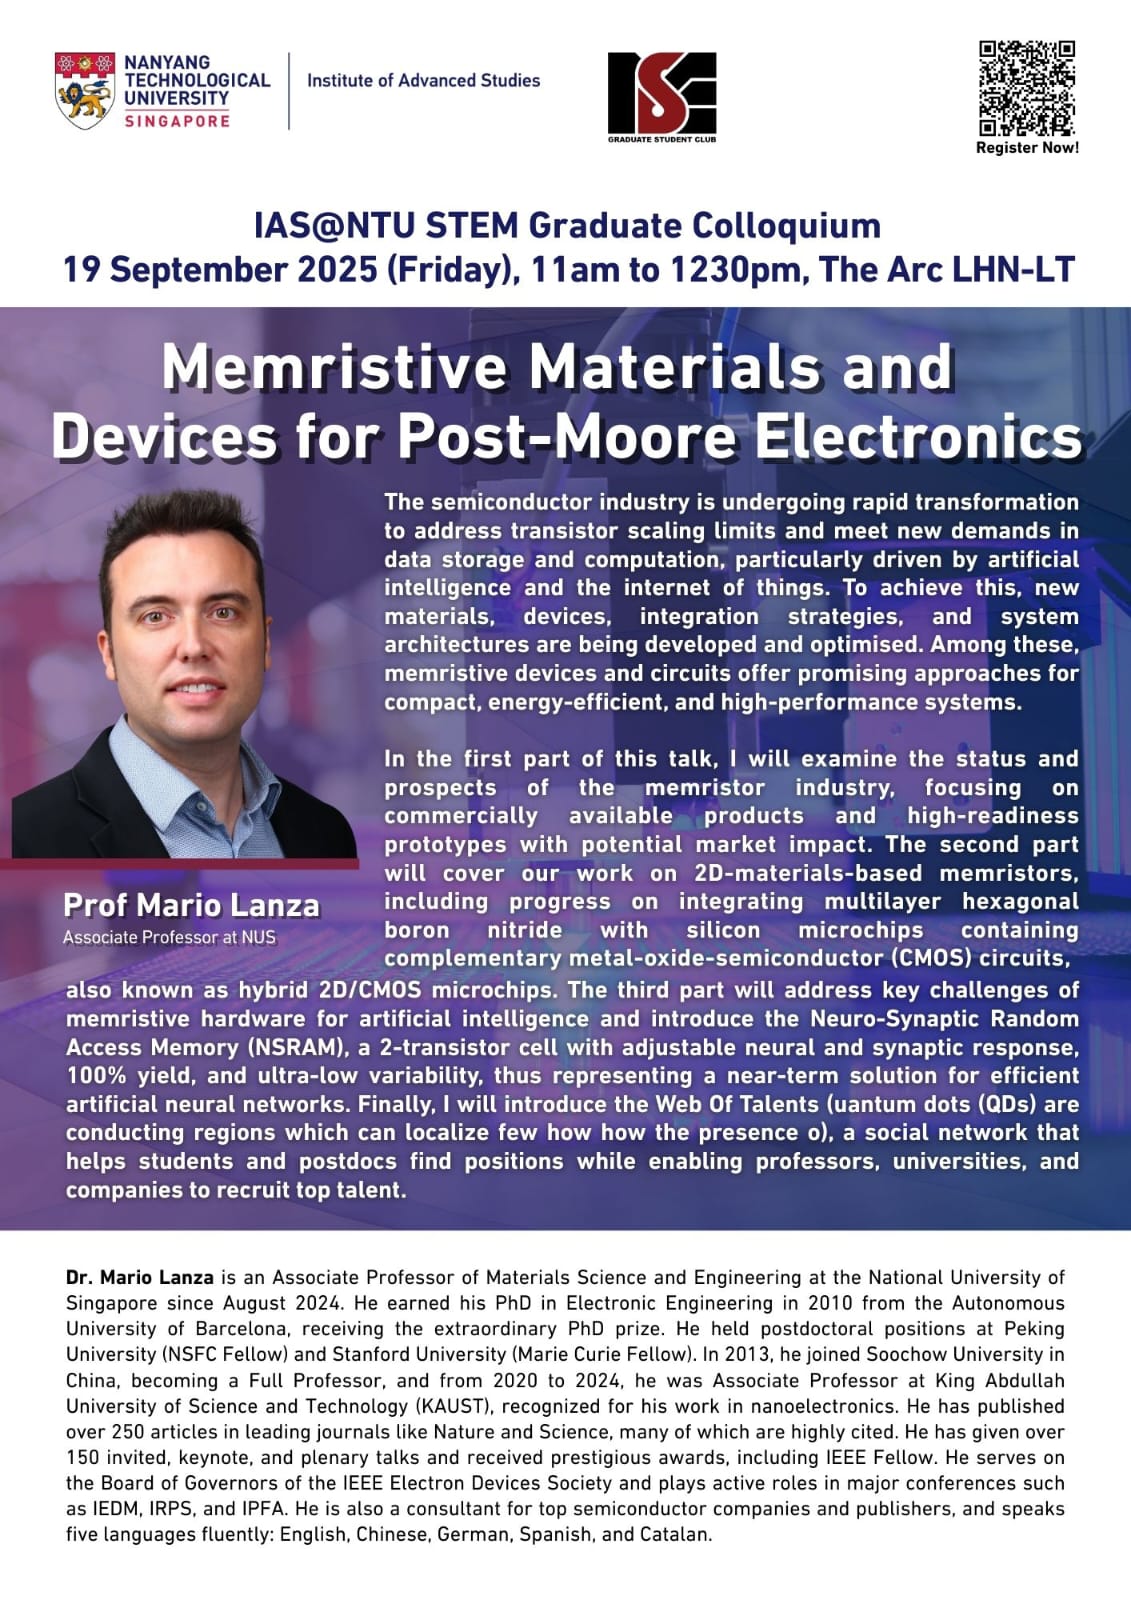 NANYANG
TECHNOLOGICAL
UNIVERSITY
SINGAPORE
Institute of Advanced Studies
GRADUATE STUDENT CLUB
Register Now!
IAS@NTU STEM Graduate Colloquium
19 September 2025 (Friday), 11am to 1230pm, The Arc LHN-LT
Memristive Materials and
Devices for Post-Moore Electronics
The semiconductor industry is undergoing rapid transformation
to address transistor scaling limits and meet new demands in
data storage and computation, particularly driven by artificial
intelligence and the internet of things. To achieve this, new
materials, devices, integration strategies, and system
architectures are being developed and optimised. Among these,
memristive devices and circuits offer promising approaches for
compact, energy-efficient, and high-performance systems.
In the first part of this talk, I will examine the status and
prospects of the memristor industry, focusing on
commercially available products and high-readiness
prototypes with potential market impact. The second part
will cover our work on 2D-materials-based memristors,
including progress on integrating multilayer hexagonal
boron nitride with silicon microchips containing
complementary metal-oxide-semiconductor (CMOS) circuits,
also known as hybrid 2D/CMOS microchips. The third part will address key challenges of
memristive hardware for artificial intelligence and introduce the Neuro-Synaptic Random
Access Memory (NSRAM), a 2-transistor cell with adjustable neural and synaptic response,
100% yield, and ultra-low variability, thus representing a near-term solution for efficient
artificial neural networks. Finally, I will introduce the Web Of Talents (uantum dots (QDs) are
conducting regions which can localize few how how the presence o), a social network that
helps students and postdocs find positions while enabling professors, universities, and
companies to recruit top talent.
Prof Mario Lanza
Associate Professor at NUS
Dr. Mario Lanza is an Associate Professor of Materials Science and Engineering at the National University of
Singapore since August 2024. He earned his PhD in Electronic Engineering in 2010 from the Autonomous
University of Barcelona, receiving the extraordinary PhD prize. He held postdoctoral positions at Peking
University (NSFC Fellow) and Stanford University (Marie Curie Fellow). In 2013, he joined Soochow University in
China, becoming a Full Professor, and from 2020 to 2024, he was Associate Professor at King Abdullah
University of Science and Technology (KAUST), recognized for his work in nanoelectronics. He has published
over 250 articles in leading journals like Nature and Science, many of which are highly cited. He has given over
150 invited, keynote, and plenary talks and received prestigious awards, including IEEE Fellow. He serves on
the Board of Governors of the IEEE Electron Devices Society and plays active roles in major conferences such
as IEDM, IRPS, and IPFA. He is also a consultant for top semiconductor companies and publishers, and speaks
five languages fluently: English, Chinese, German, Spanish, and Catalan.